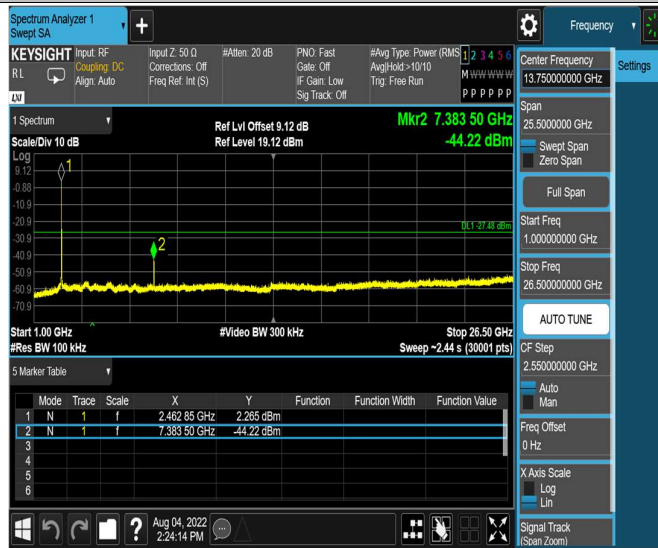 Spectrum Analyzer 1
Swept SA
+
Frequency
KEYSIGHT
RL
LXI
Input: RF
Coupling: DC
Align: Auto
Input Z: 50 Ω
Corrections: Off
Freq Ref: Int (S)
#Atten: 20 dB
PNO: Fast
Gate: Off
IF Gain: Low
Sig Track: Off
#Avg Type: Power (RMS
Avg|Hold:>10/10
Trig: Free Run
1 2 3 4 5 6
M W W W W W
P P P P P P
1 Spectrum
Scale/Div 10 dB
Ref Lvl Offset 9.12 dB
Ref Level 19.12 dBm
Mkr2 7.383 50 GHz
-44.22 dBm
Log
9.12
-0.88
-10.9
-20.9
-30.9
-40.9
-50.9
-60.9
-70.9
1
2
DL1 -27.48 dBm
Start 1.00 GHz
#Video BW 300 kHz
Stop 26.50 GHz
#Res BW 100 kHz
Sweep ~2.44 s (30001 pts)
5 Marker Table
Mode Trace Scale X Y Function Function Width Function Value
1 N 1 f 2.462 85 GHz 2.265 dBm
2 N 1 f 7.383 50 GHz -44.22 dBm
3
4
5
6
?
Aug 04, 2022
2:24:14 PM
Center Frequency
13.750000000 GHz
Settings
Span
25.5000000 GHz
Swept Span
Zero Span
Full Span
Start Freq
1.000000000 GHz
Stop Freq
26.500000000 GHz
AUTO TUNE
CF Step
2.550000000 GHz
Auto
Man
Freq Offset
0 Hz
X Axis Scale
Log
Lin
Signal Track
(Span Zoom)